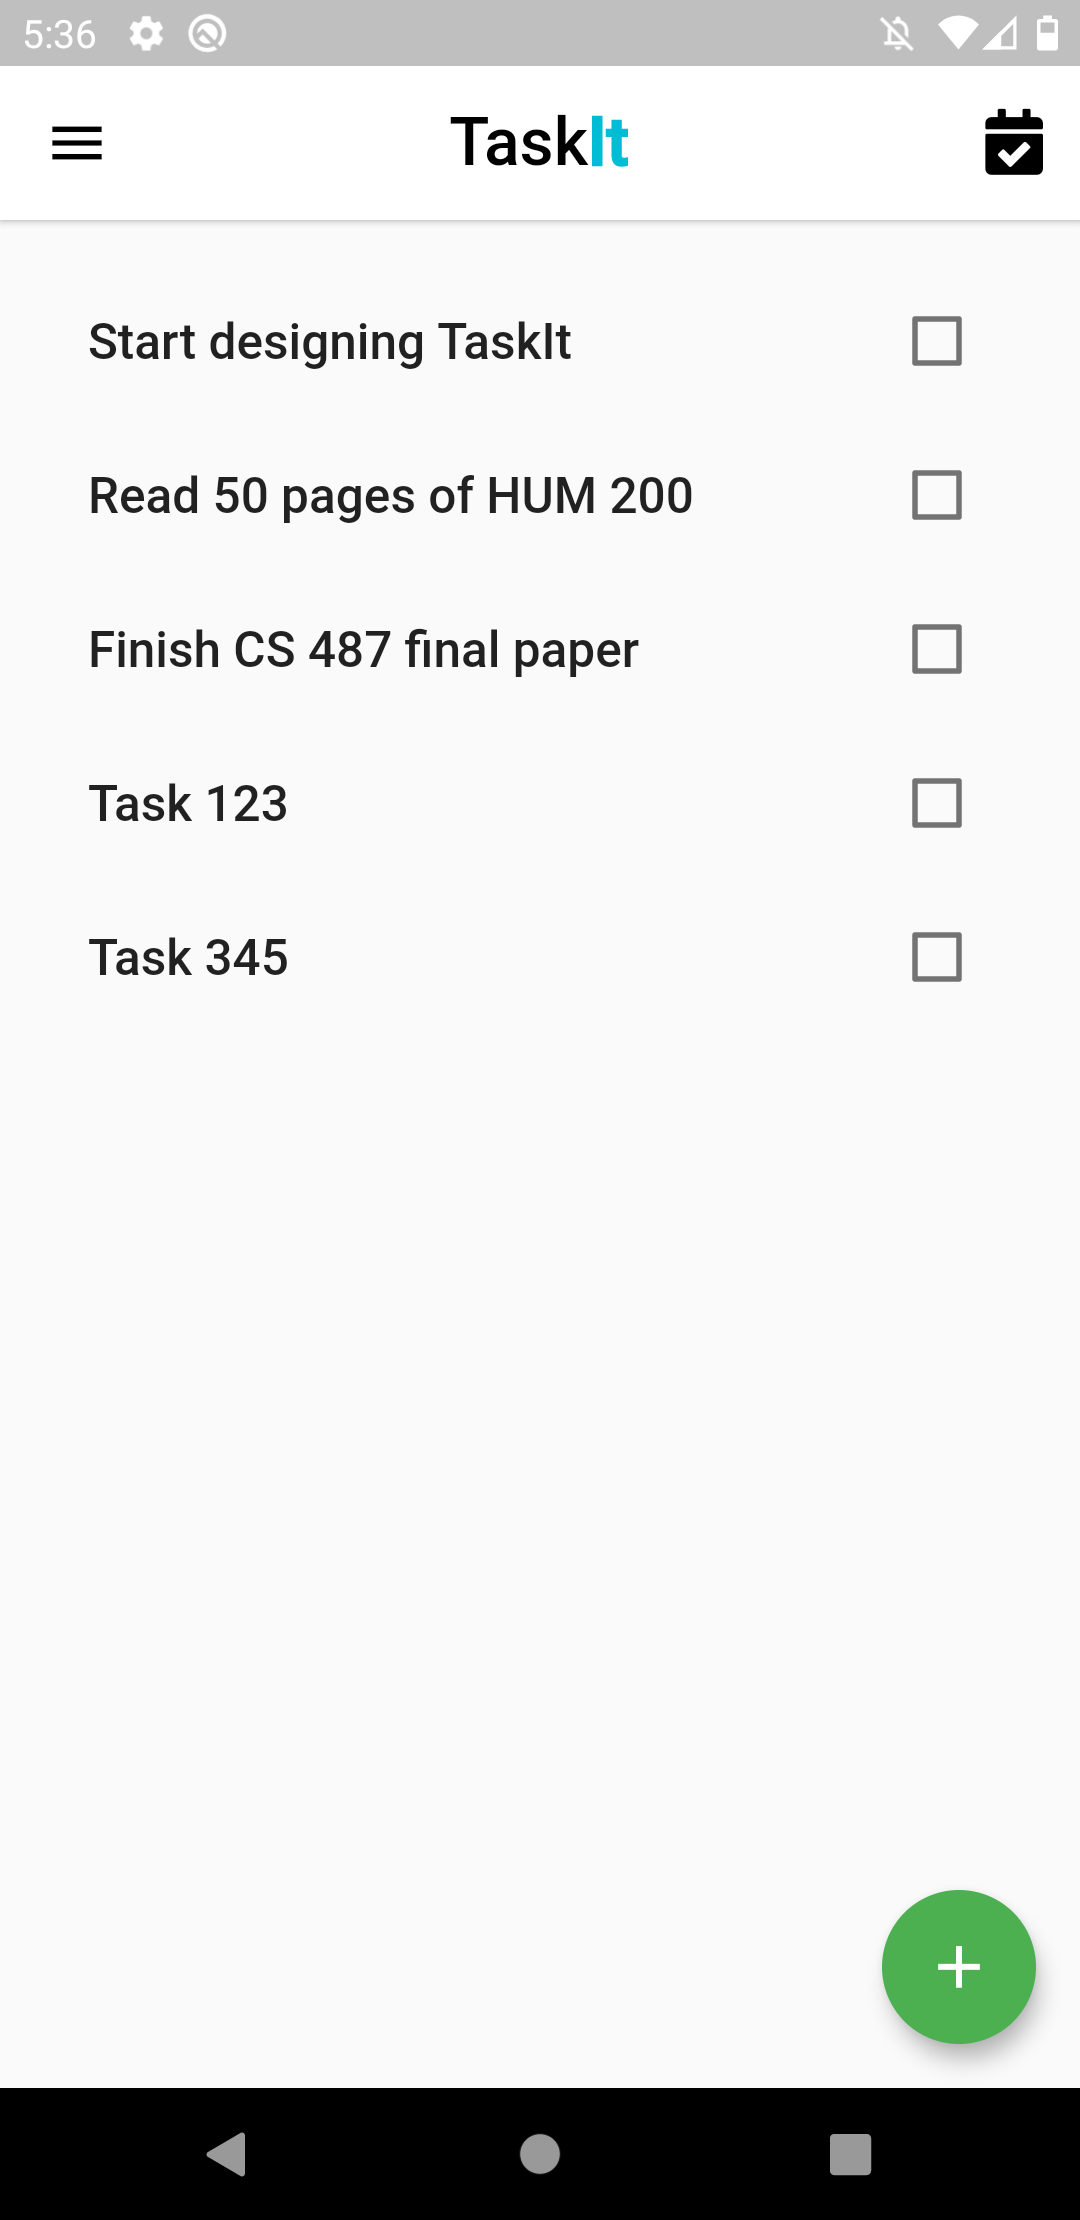 5:36
TaskIt
Start designing TaskIt
Read 50 pages of HUM 200
Finish CS 487 final paper
Task 123
Task 345